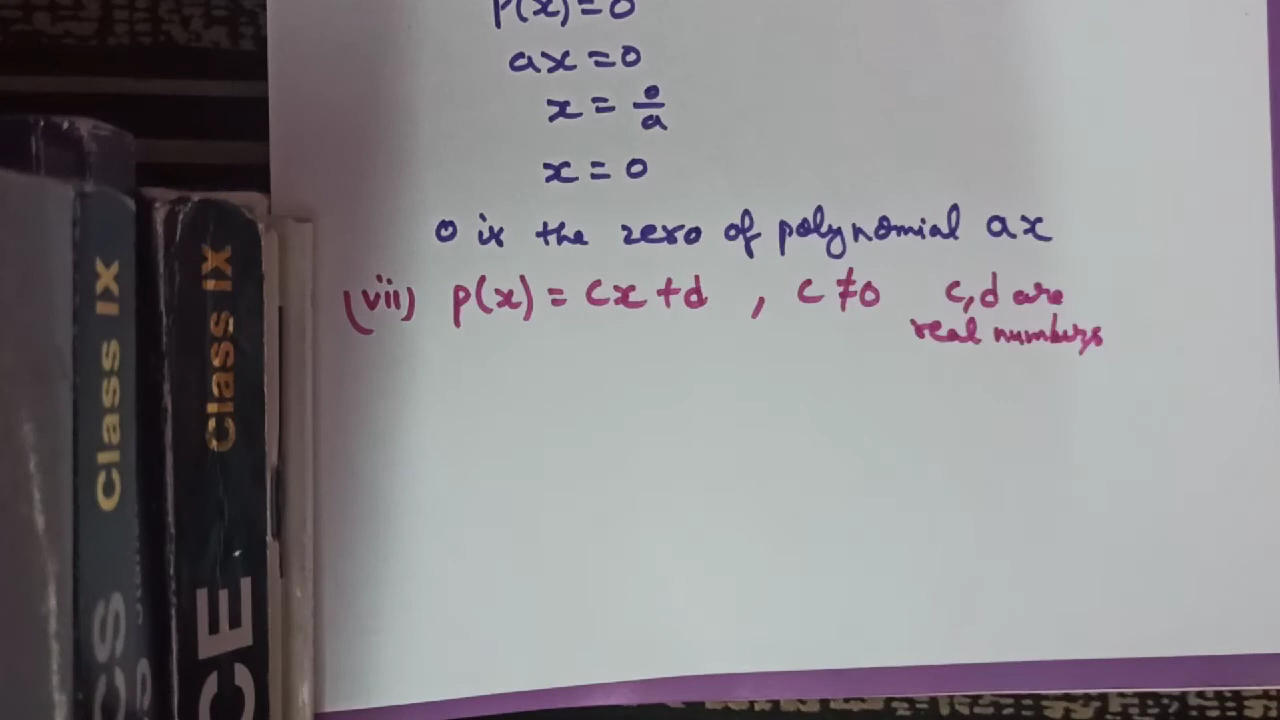 p(x) = 0
ax = 0
x = 0/a
x = 0
0 is the zero of polynomial ax
(vii) p(x) = cx + d , c ≠ 0 c, d are
real numbers
Class IX
Class IX
CS
CE